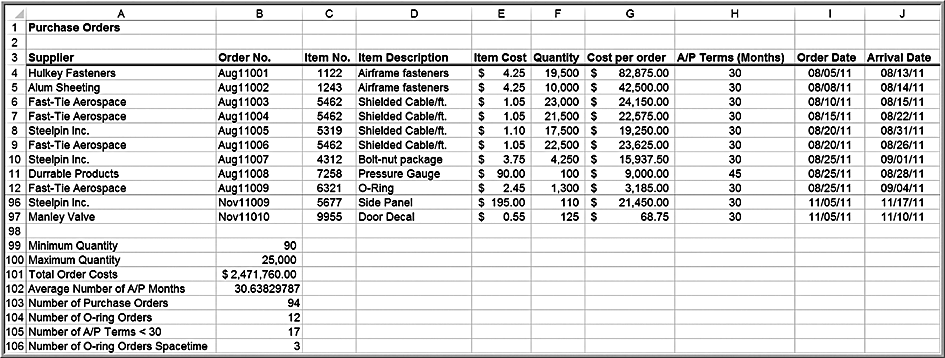 A B C D E F G H I J
1 Purchase Orders
2
3 Supplier Order No. Item No. Item Description Item Cost Quantity Cost per order A/P Terms (Months) Order Date Arrival Date
4 Hulkey Fasteners Aug11001 1122 Airframe fasteners $ 4.25 19,500 $ 82,875.00 30 08/05/11 08/13/11
5 Alum Sheeting Aug11002 1243 Airframe fasteners $ 4.25 10,000 $ 42,500.00 30 08/08/11 08/14/11
6 Fast-Tie Aerospace Aug11003 5462 Shielded Cable/ft. $ 1.05 23,000 $ 24,150.00 30 08/10/11 08/15/11
7 Fast-Tie Aerospace Aug11004 5462 Shielded Cable/ft. $ 1.05 21,500 $ 22,575.00 30 08/15/11 08/22/11
8 Steelpin Inc. Aug11005 5319 Shielded Cable/ft. $ 1.10 17,500 $ 19,250.00 30 08/20/11 08/31/11
9 Fast-Tie Aerospace Aug11006 5462 Shielded Cable/ft. $ 1.05 22,500 $ 23,625.00 30 08/20/11 08/26/11
10 Steelpin Inc. Aug11007 4312 Bolt-nut package $ 3.75 4,250 $ 15,937.50 30 08/25/11 09/01/11
11 Durrable Products Aug11008 7258 Pressure Gauge $ 90.00 100 $ 9,000.00 45 08/25/11 08/28/11
12 Fast-Tie Aerospace Aug11009 6321 O-Ring $ 2.45 1,300 $ 3,185.00 30 08/25/11 09/04/11
96 Steelpin Inc. Nov11009 5677 Side Panel $ 195.00 110 $ 21,450.00 30 11/05/11 11/17/11
97 Manley Valve Nov11010 9955 Door Decal $ 0.55 125 $ 68.75 30 11/05/11 11/10/11
98
99 Minimum Quantity 90
100 Maximum Quantity 25,000
101 Total Order Costs $ 2,471,760.00
102 Average Number of A/P Months 30.63829787
103 Number of Purchase Orders 94
104 Number of O-ring Orders 12
105 Number of A/P Terms < 30 17
106 Number of O-ring Orders Spacetime 3